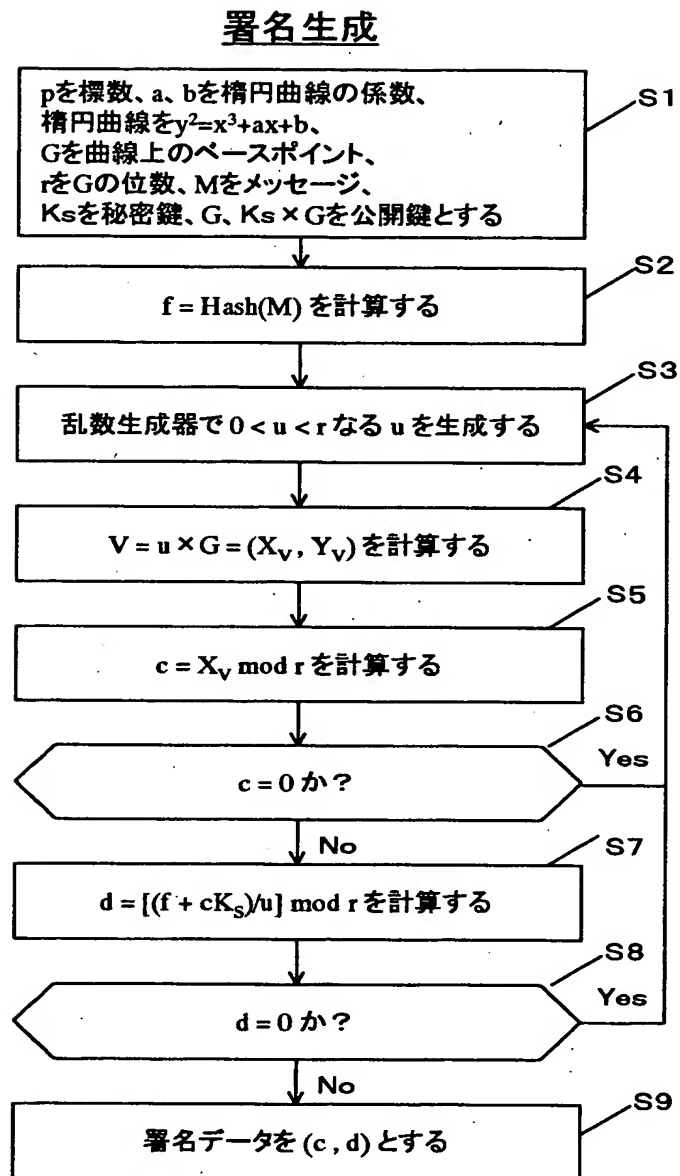 署名生成
pを標数、a、bを楕円曲線の係数、
楕円曲線をy²=x³+ax+b、
Gを曲線上のベースポイント、
rをGの位数、Mをメッセージ、
Ksを秘密鍵、G、Ks×Gを公開鍵とする
S1
f = Hash(M) を計算する
S2
乱数生成器で 0 < u < r なる u を生成する
S3
V = u × G = (X_V , Y_V) を計算する
S4
c = X_V mod r を計算する
S5
c = 0 か？
S6
Yes
No
d = [(f + cK_S)/u] mod r を計算する
S7
d = 0 か？
S8
Yes
No
署名データを (c , d) とする
S9